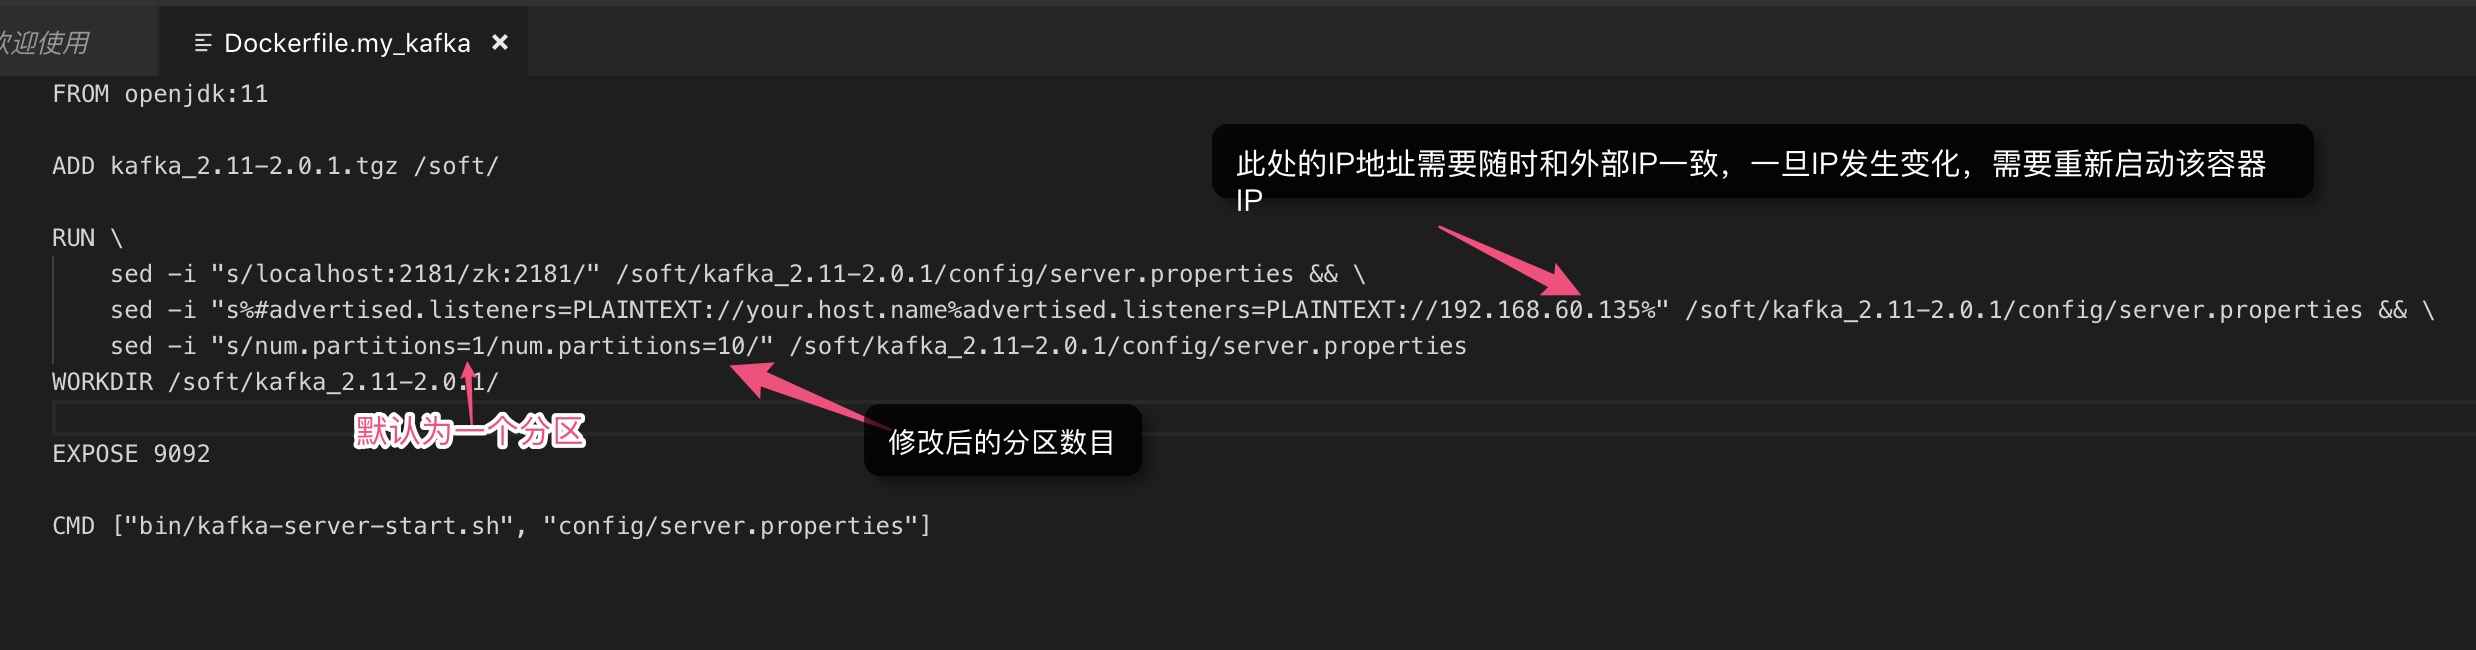 欢迎使用
Dockerfile.my_kafka
FROM openjdk:11
ADD kafka_2.11-2.0.1.tgz /soft/
此处的IP地址需要随时和外部IP一致，一旦IP发生变化，需要重新启动该容器
IP
RUN \
sed -i "s/localhost:2181/zk:2181/" /soft/kafka_2.11-2.0.1/config/server.properties && \
sed -i "s%#advertised.listeners=PLAINTEXT://your.host.name%advertised.listeners=PLAINTEXT://192.168.60.135%" /soft/kafka_2.11-2.0.1/config/server.properties && \
sed -i "s/num.partitions=1/num.partitions=10/" /soft/kafka_2.11-2.0.1/config/server.properties
WORKDIR /soft/kafka_2.11-2.0.1/
默认为一个分区
修改后的分区数目
EXPOSE 9092
CMD ["bin/kafka-server-start.sh", "config/server.properties"]